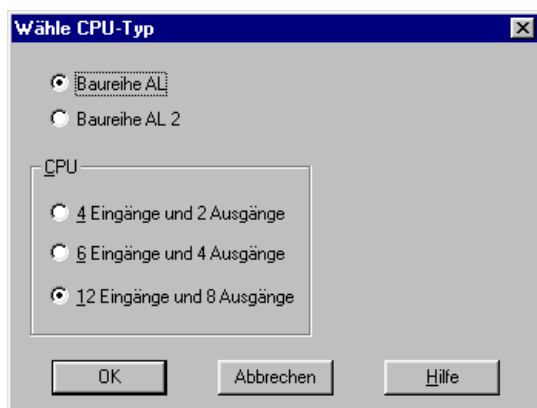 Wähle CPU-Typ
Baureihe AL
Baureihe AL 2
CPU
4 Eingänge und 2 Ausgänge
6 Eingänge und 4 Ausgänge
12 Eingänge und 8 Ausgänge
OK Abbrechen Hilfe